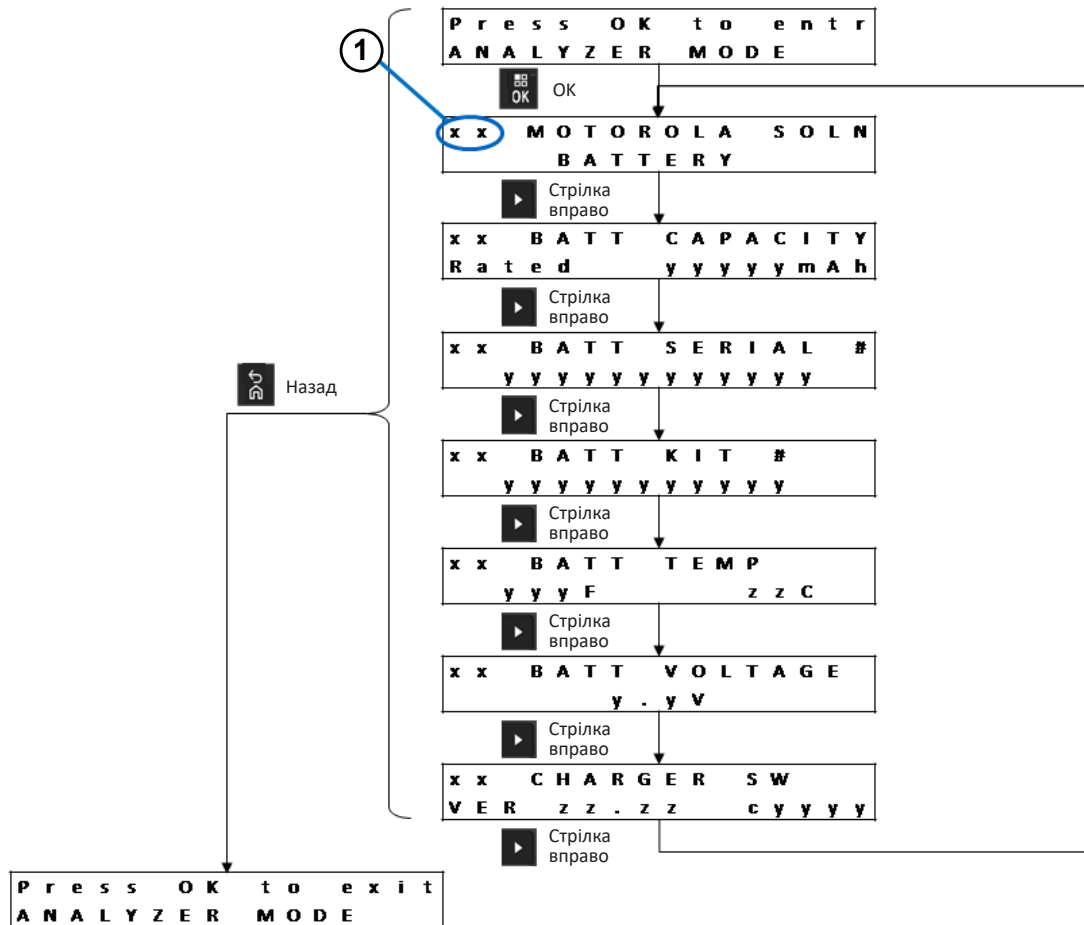 Press OK to entr
ANALYZER MODE
1
OK
OK
xx MOTOROLA SOLN
BATTERY
Стрілка
вправо
xx BATT CAPACITY
Rated yyyyymAh
Стрілка
вправо
xx BATT SERIAL #
yyyyyyyyyyyy
Стрілка
вправо
Назад
xx BATT KIT #
yyyyyyyyyyy
Стрілка
вправо
xx BATT TEMP
yyyF zzC
Стрілка
вправо
xx BATT VOLTAGE
y.yV
Стрілка
вправо
xx CHARGER SW
VER zz.zz cyyyy
Стрілка
вправо
Press OK to exit
ANALYZER MODE